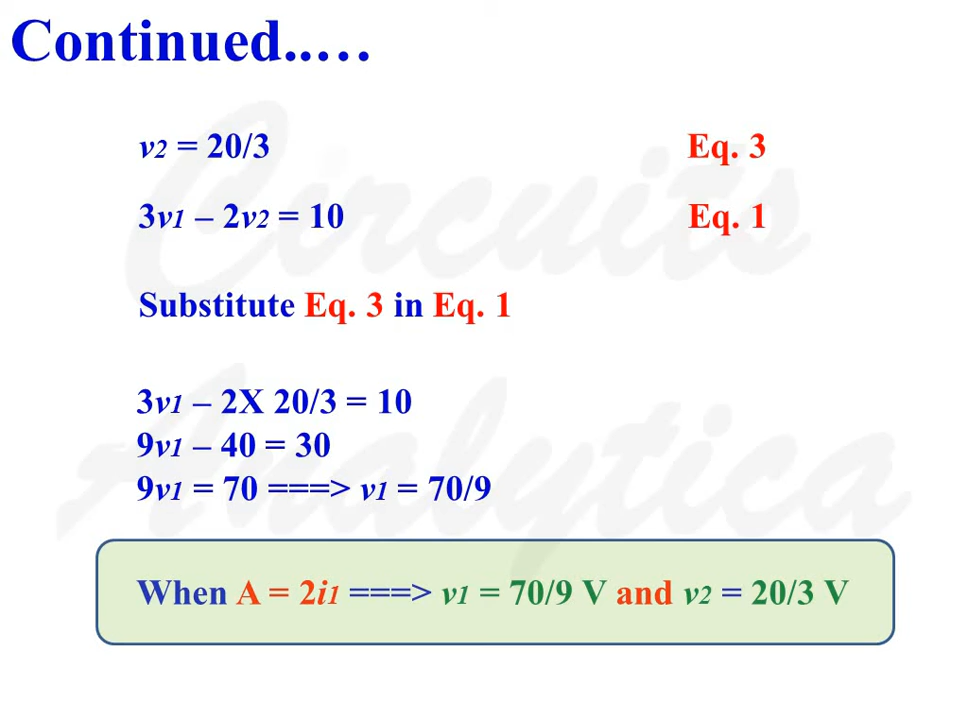 Continued..…
v2 = 20/3 Eq. 3
3v1 – 2v2 = 10 Eq. 1
Substitute Eq. 3 in Eq. 1
3v1 – 2X 20/3 = 10
9v1 – 40 = 30
9v1 = 70 ===> v1 = 70/9
When A = 2i1 ===> v1 = 70/9 V and v2 = 20/3 V
Circuits
Analytica